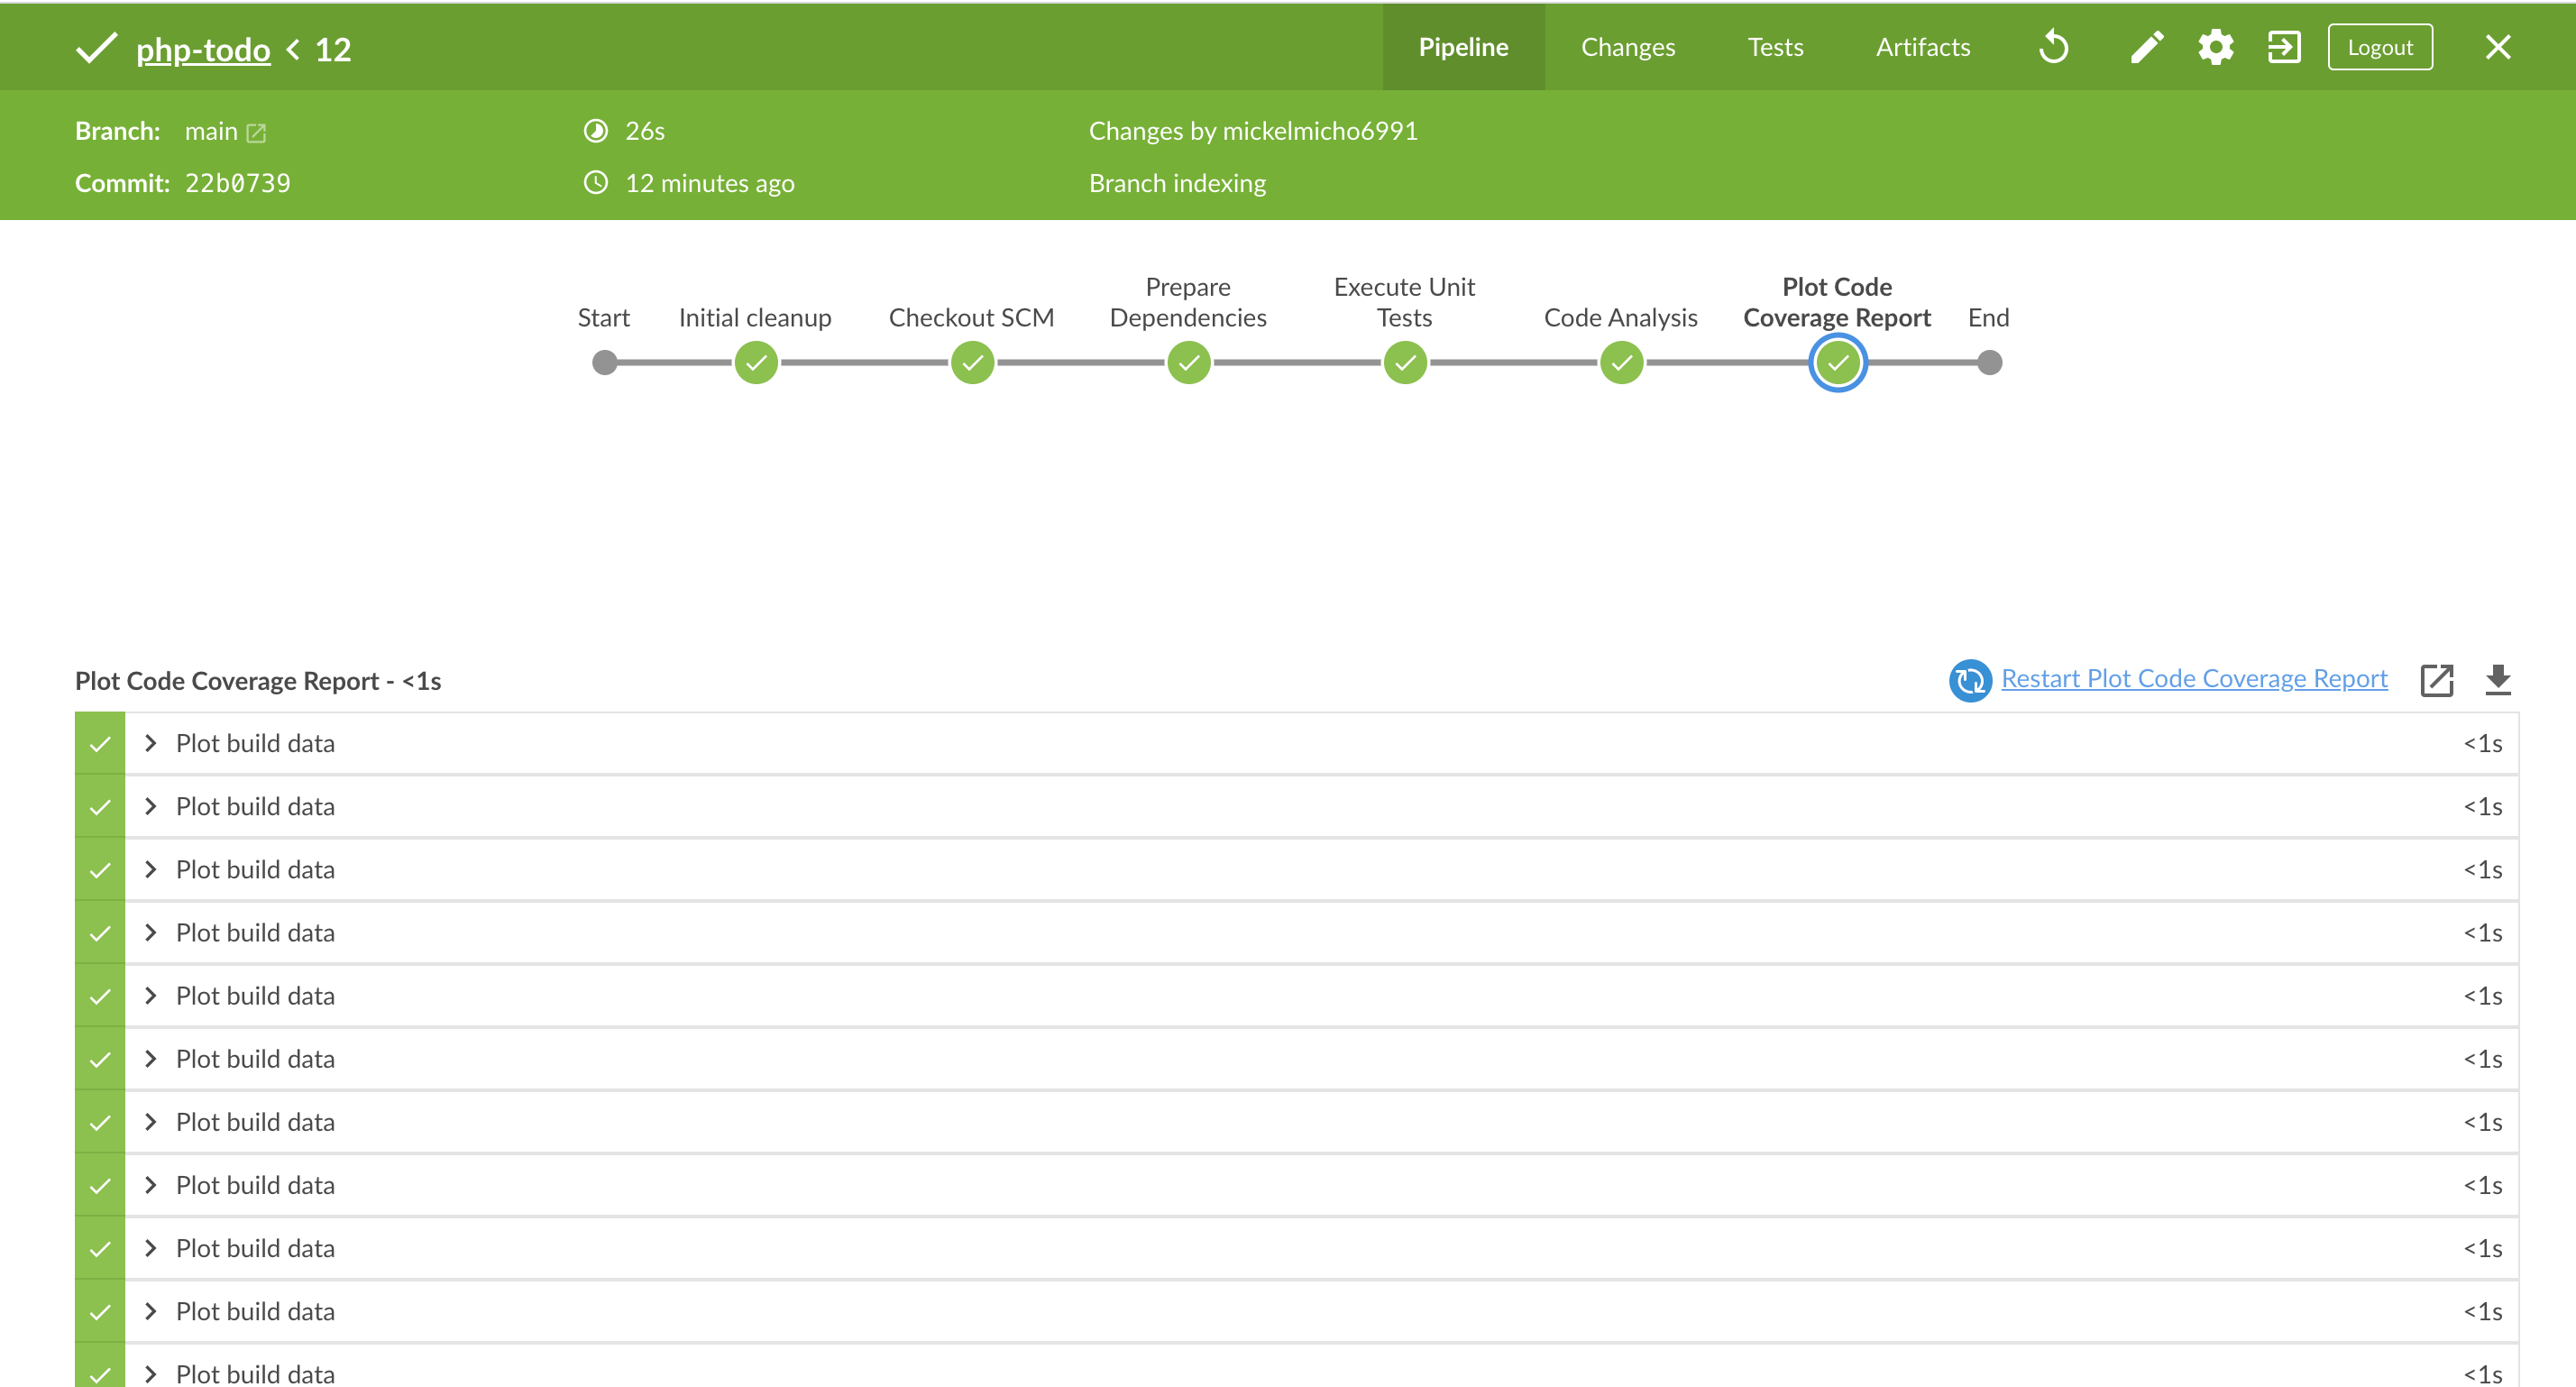 php-todo < 12
Pipeline
Changes
Tests
Artifacts
Logout
Branch: main
26s
Changes by mickelmicho6991
Commit: 22b0739
12 minutes ago
Branch indexing
Start
Initial cleanup
Checkout SCM
Prepare
Dependencies
Execute Unit
Tests
Code Analysis
Plot Code
Coverage Report
End
Plot Code Coverage Report - <1s
Restart Plot Code Coverage Report
Plot build data <1s
Plot build data <1s
Plot build data <1s
Plot build data <1s
Plot build data <1s
Plot build data <1s
Plot build data <1s
Plot build data <1s
Plot build data <1s
Plot build data <1s
Plot build data <1s